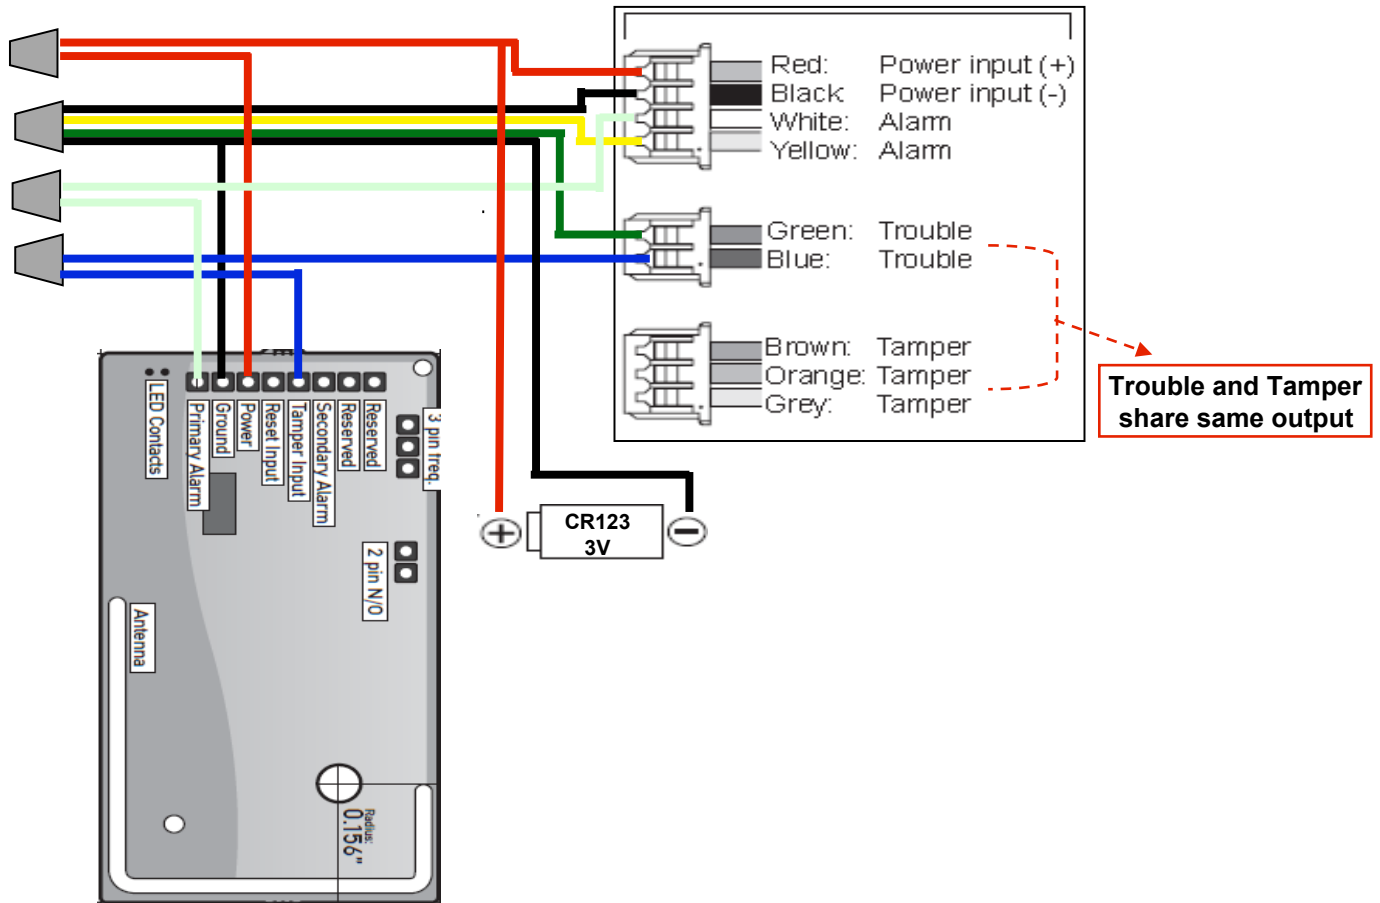 Red: Power input (+)
Black Power input (-)
White: Alarm
Yellow: Alarm
Green: Trouble
Blue: Trouble
Brown: Tamper
Orange: Tamper
Grey: Tamper
Trouble and Tamper
share same output
LED Contacts
Primary Alarm
Ground
Power
Reset Input
Tamper Input
Secondary Alarm
Reserved
Reserved
3 pin freq.
2 pin N/O
CR123
3V
Antenna
Radius:
0.156"